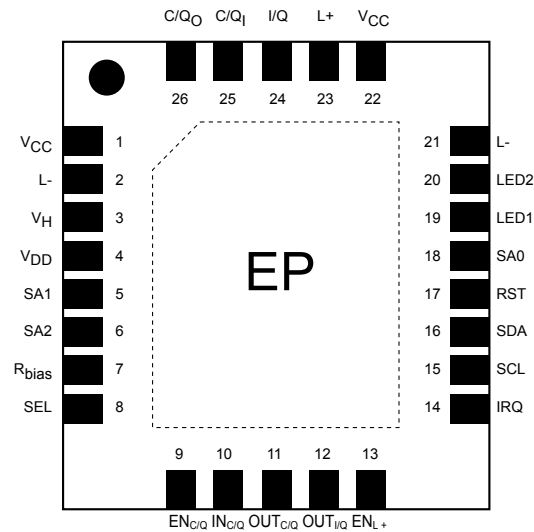 C/QO C/QI I/Q L+ VCC
26 25 24 23 22
VCC 1 21 L-
L- 2 20 LED2
VH 3 19 LED1
VDD 4 EP 18 SA0
SA1 5 17 RST
SA2 6 16 SDA
Rbias 7 15 SCL
SEL 8 14 IRQ
9 10 11 12 13
ENC/Q INC/Q OUTC/Q OUTI/Q ENL+